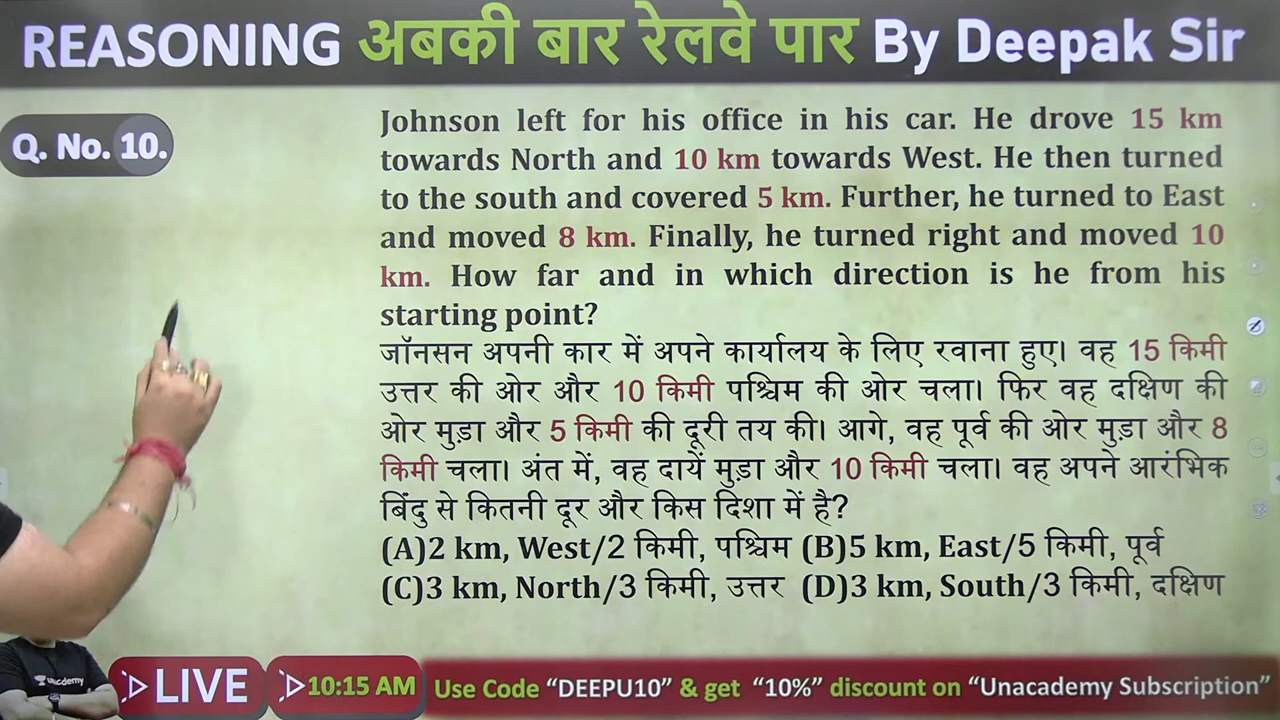 REASONING अबकी बार रेलवे पार By Deepak Sir
Q. No. 10.
Johnson left for his office in his car. He drove 15 km
towards North and 10 km towards West. He then turned
to the south and covered 5 km. Further, he turned to East
and moved 8 km. Finally, he turned right and moved 10
km. How far and in which direction is he from his
starting point?
जॉनसन अपनी कार में अपने कार्यालय के लिए रवाना हुए। वह 15 किमी
उत्तर की ओर और 10 किमी पश्चिम की ओर चला। फिर वह दक्षिण की
ओर मुड़ा और 5 किमी की दूरी तय की। आगे, वह पूर्व की ओर मुड़ा और 8
किमी चला। अंत में, वह दायें मुड़ा और 10 किमी चला। वह अपने आरंभिक
बिंदु से कितनी दूर और किस दिशा में है?
(A)2 km, West/2 किमी, पश्चिम (B)5 km, East/5 किमी, पूर्व
(C)3 km, North/3 किमी, उत्तर (D)3 km, South/3 किमी, दक्षिण
unacademy
LIVE
10:15 AM
Use Code “DEEPU10” & get “10%” discount on “Unacademy Subscription”